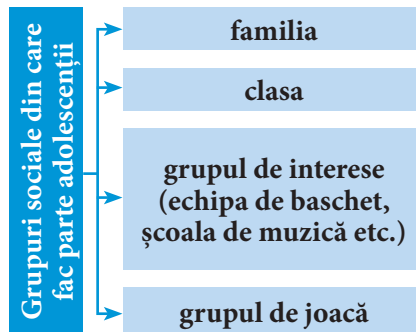 Grupuri sociale din care
fac parte adolescenții
familia
clasa
grupul de interese
(echipa de baschet,
școala de muzică etc.)
grupul de joacă